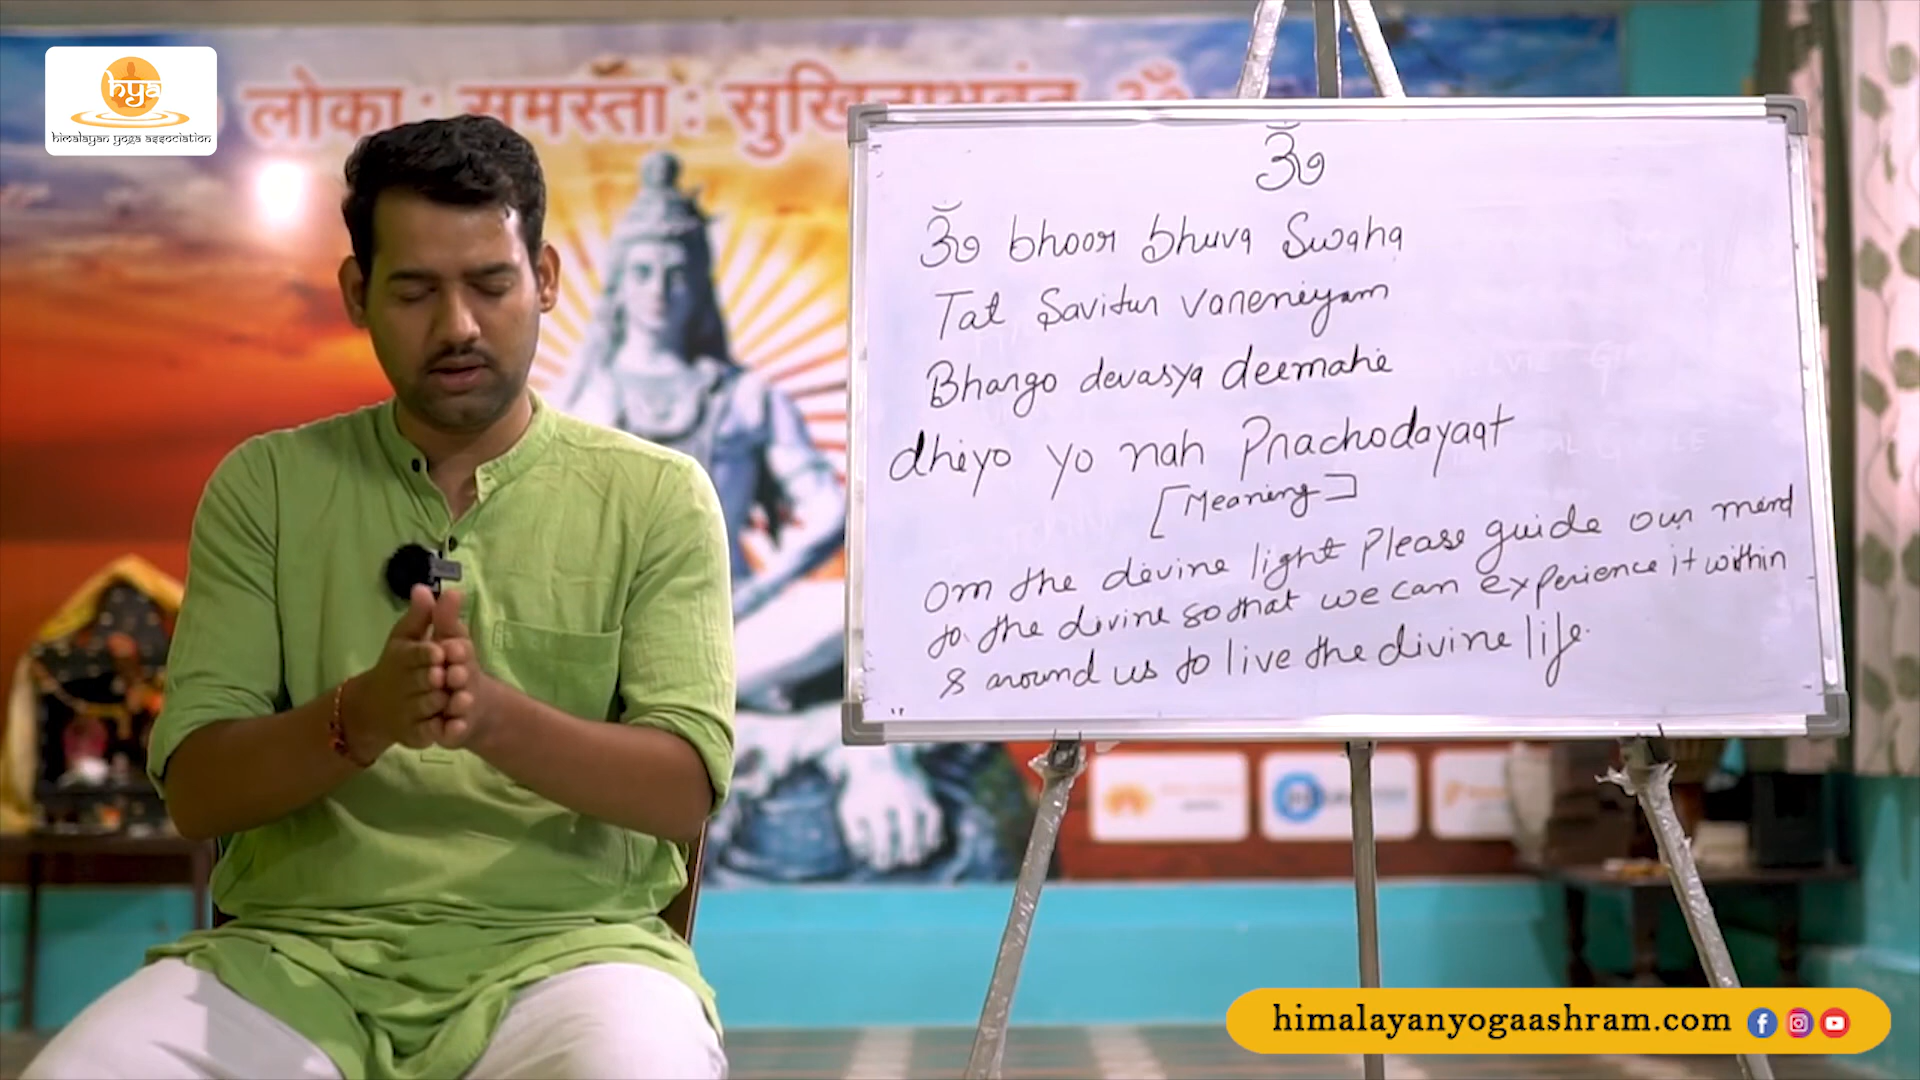 hya
himalayan yoga association
लोका: समस्ता: ॐ
ॐ
ॐ bhoor bhuva Swaha
Tat Savitur vareniyam
Bhargo devasya deemahi
dhiyo yo nah Prachodayaat
[Meaning]
Om the divine light Please guide our mind
to the divine so that we can experience it within
& around us to live the divine life.
himalayanyogaashram.com